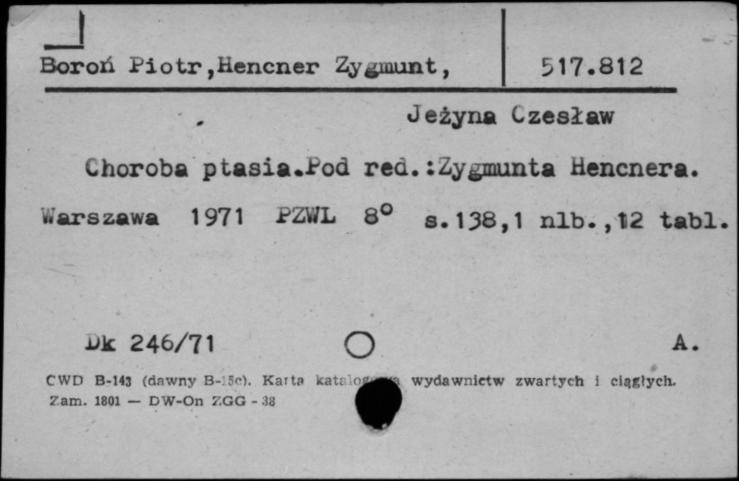 Boroń Piotr,Hencner Zygmunt, 517.812
Jeżyna Czesław
Choroba ptasia.Pod red.:Zygmunta Hencnera.
Warszawa 1971 PZWL 8° s.138,1 nlb.,12 tabl.
Dk 246/71 A.
CWD B-143 (dawny B-15c). Karta katalogowa wydawnictw zwartych i ciągłych.
Zam. 1801 — DW-On ZGG - 38